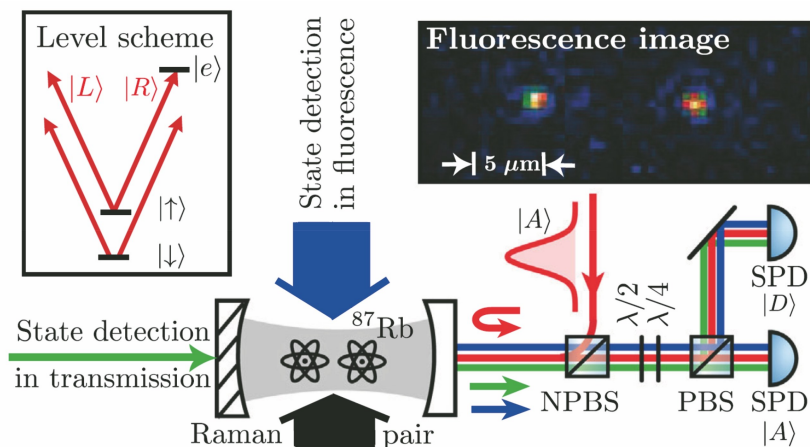 Level scheme
|e⟩
|L⟩ |R⟩
|↑⟩
|↓⟩
State detection
in fluorescence
Fluorescence image
5 μm
|A⟩
λ/2
λ/4
SPD
|D⟩
State detection
in transmission
⁸⁷Rb
Raman pair
NPBS
PBS
SPD
|A⟩